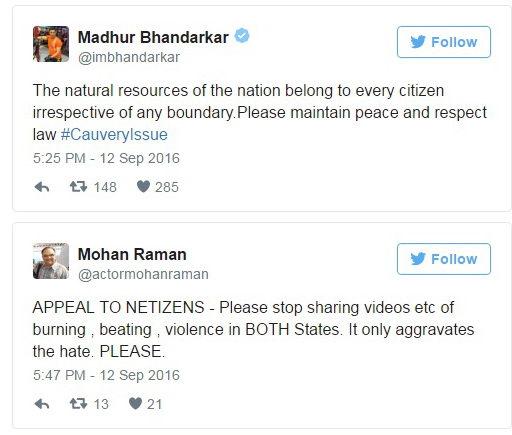 Madhur Bhandarkar
@imbhandarkar
Follow
The natural resources of the nation belong to every citizen
irrespective of any boundary.Please maintain peace and respect
law #CauveryIssue
5:25 PM - 12 Sep 2016
148 285
Mohan Raman
@actormohanraman
Follow
APPEAL TO NETIZENS - Please stop sharing videos etc of
burning , beating , violence in BOTH States. It only aggravates
the hate. PLEASE.
5:47 PM - 12 Sep 2016
13 21